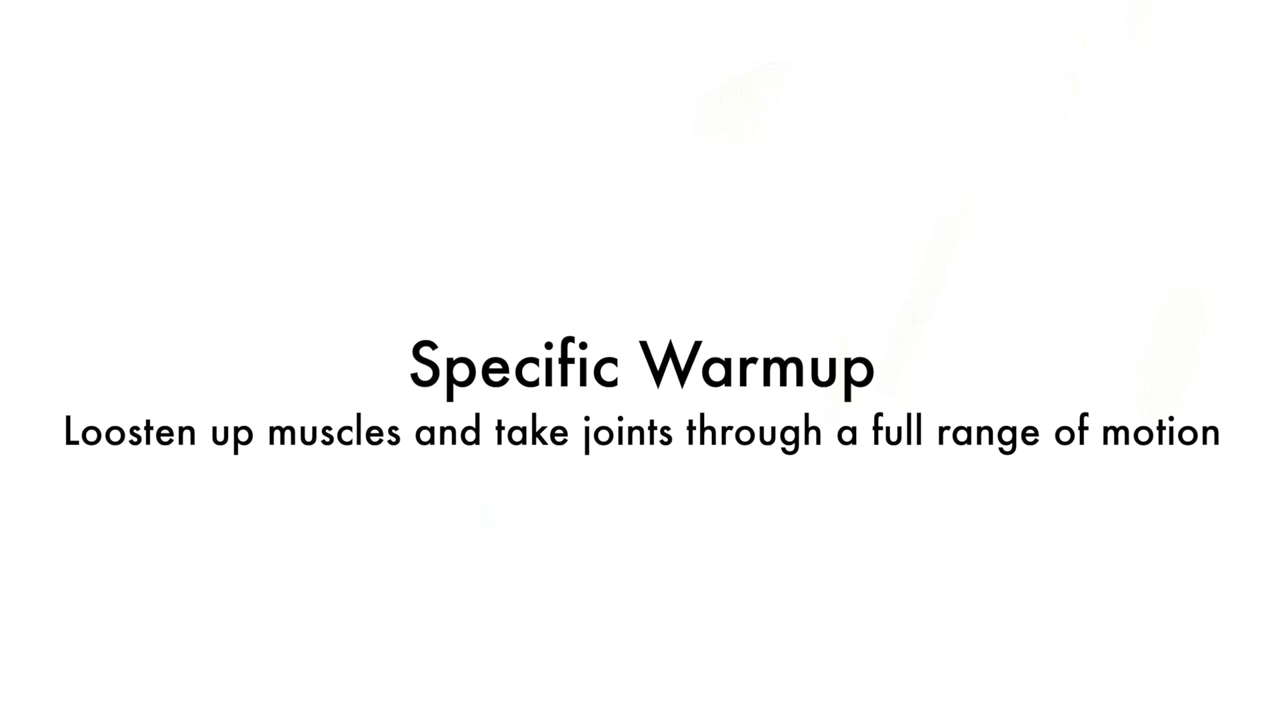 Specific Warmup
Loosten up muscles and take joints through a full range of motion